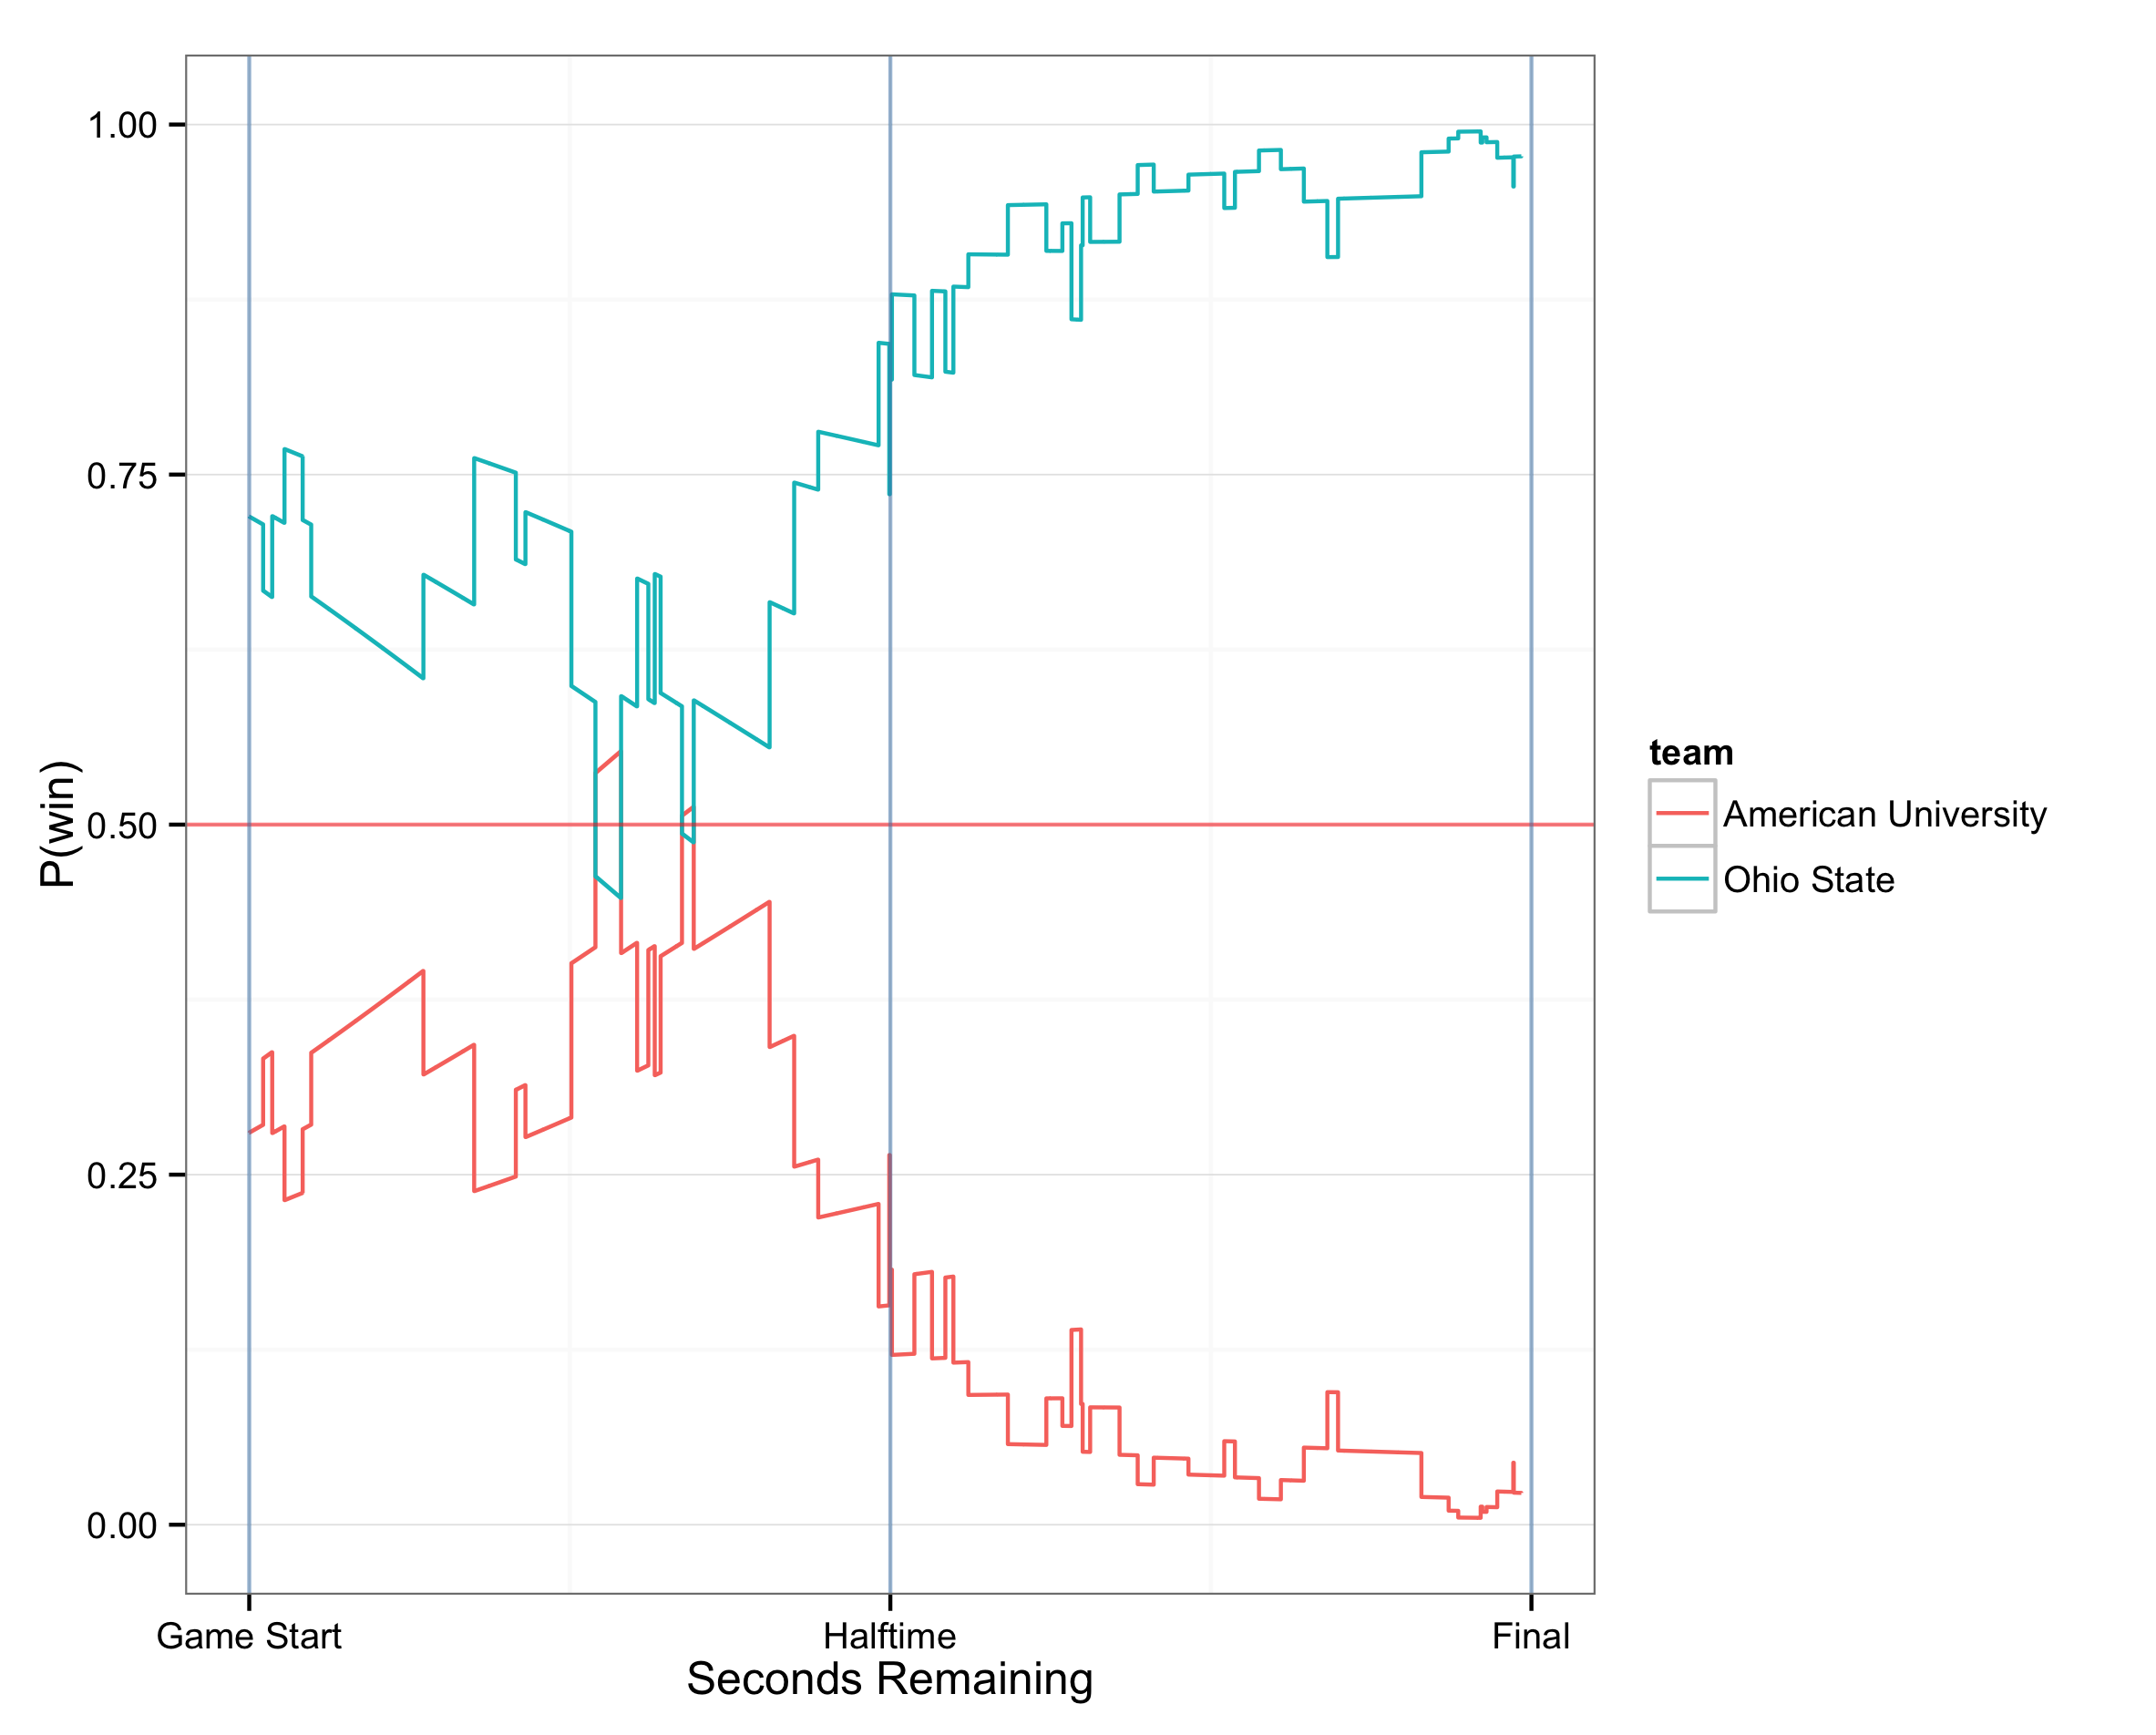 1.00
0.75
0.50
0.25
0.00
P(win)
Game Start
Halftime
Final
Seconds Remaining
team
American University
Ohio State